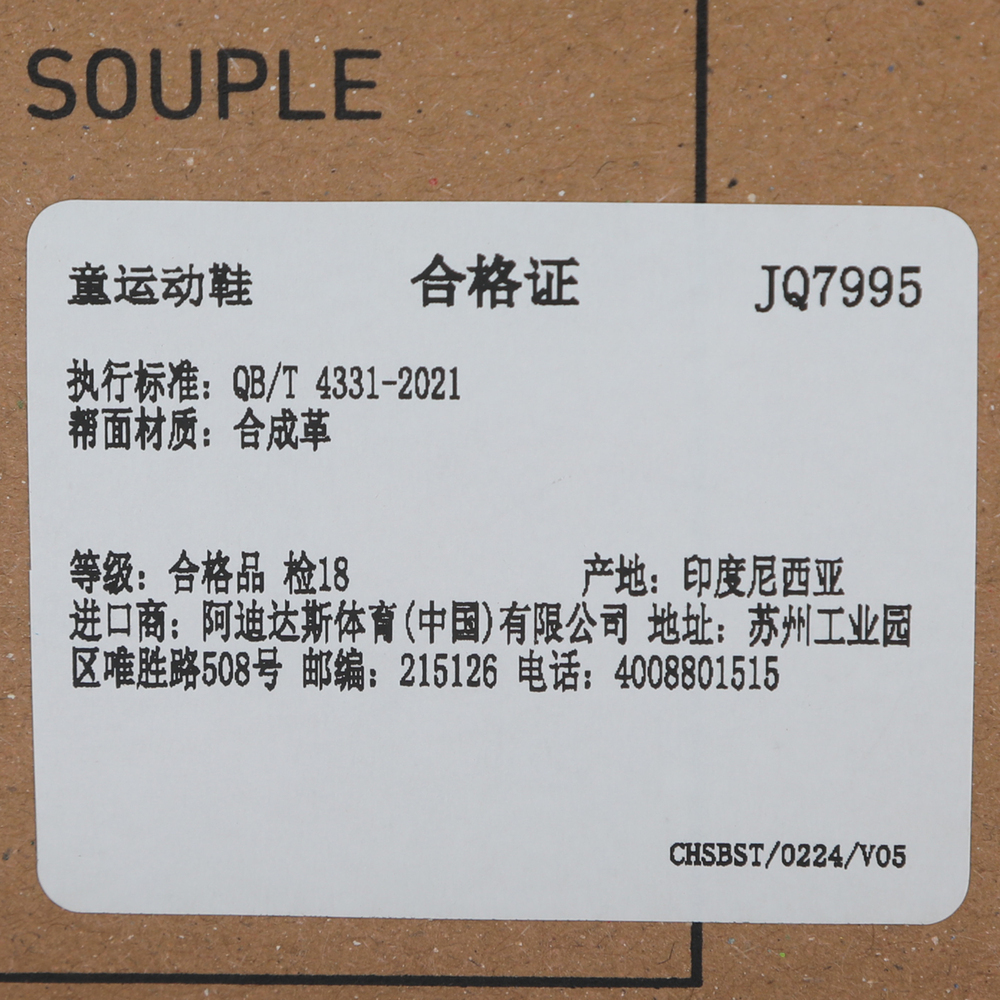 SOUPLE
童运动鞋 合格证 JQ7995
执行标准: QB/T 4331-2021
帮面材质: 合成革
等级: 合格品 检18 产地: 印度尼西亚
进口商: 阿迪达斯体育(中国)有限公司 地址: 苏州工业园
区唯胜路508号 邮编: 215126 电话: 4008801515
CHSBST/0224/V05